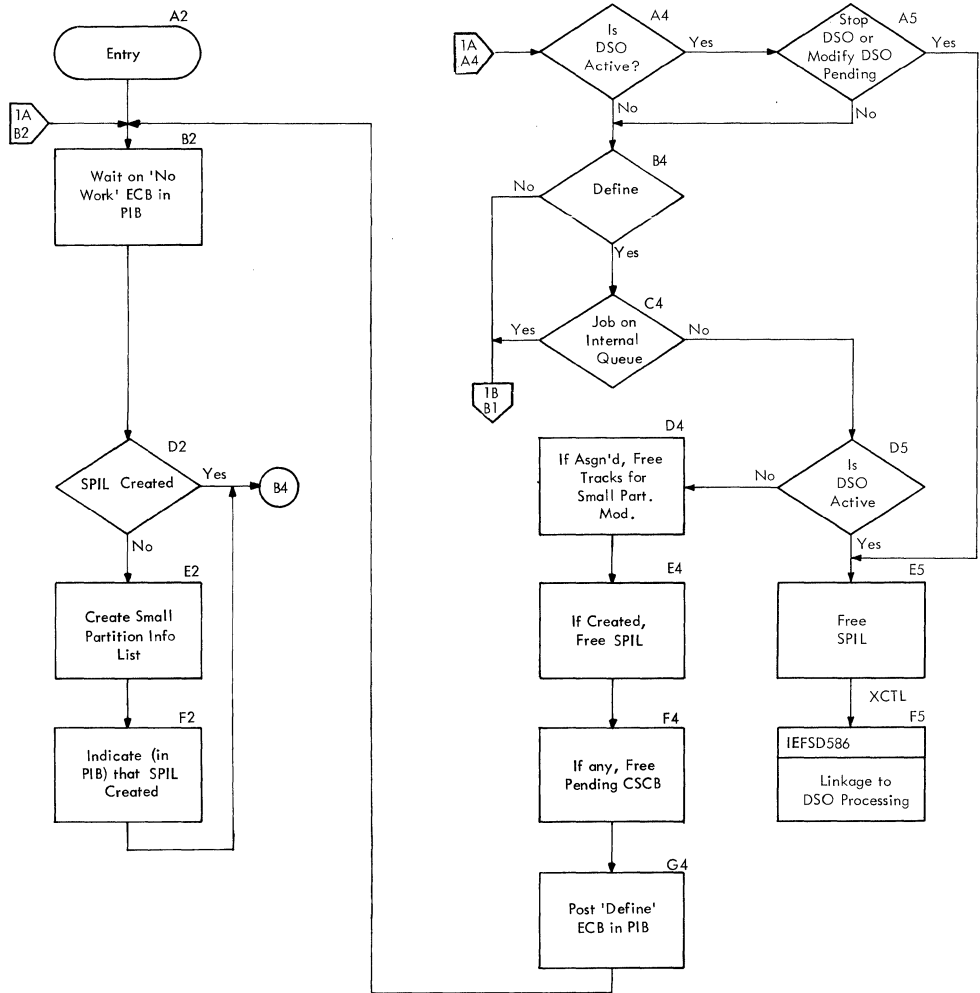 A2
Entry
1A
B2
B2
Wait on 'No
Work' ECB in
PIB
D2
SPIL Created
Yes
B4
No
E2
Create Small
Partition Info
List
F2
Indicate (in
PIB) that SPIL
Created
1A
A4
A4
Is
DSO
Active?
Yes
No
A5
Stop
DSO or
Modify DSO
Pending
Yes
No
B4
Define
No
Yes
C4
Job on
Internal
Queue
Yes
No
1B
B1
D4
If Asgn'd, Free
Tracks for
Small Part.
Mod.
D5
Is
DSO
Active
No
Yes
E4
If Created,
Free SPIL
E5
Free
SPIL
XCTL
F4
If any, Free
Pending CSCB
F5
IEFSD586
Linkage to
DSO Processing
G4
Post 'Define'
ECB in PIB